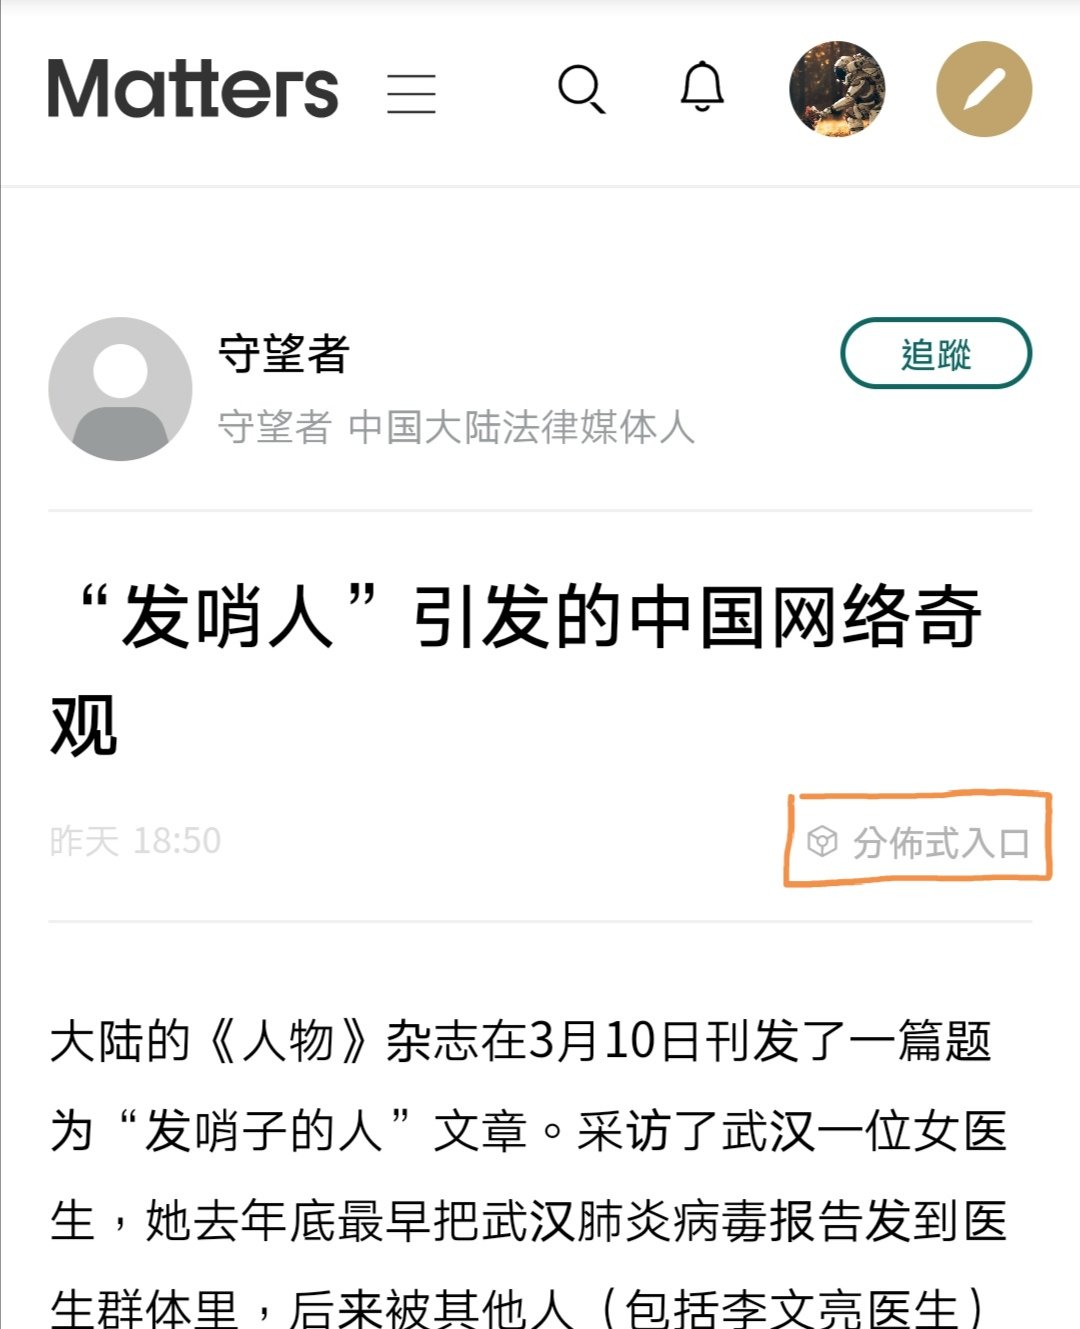 Matters
守望者
追蹤
守望者 中国大陆法律媒体人
“发哨人”引发的中国网络奇
观
昨天 18:50
分佈式入口
大陆的《人物》杂志在3月10日刊发了一篇题
为“发哨子的人”文章。采访了武汉一位女医
生，她去年底最早把武汉肺炎病毒报告发到医
生群体里，后来被其他人（包括李文亮医生）